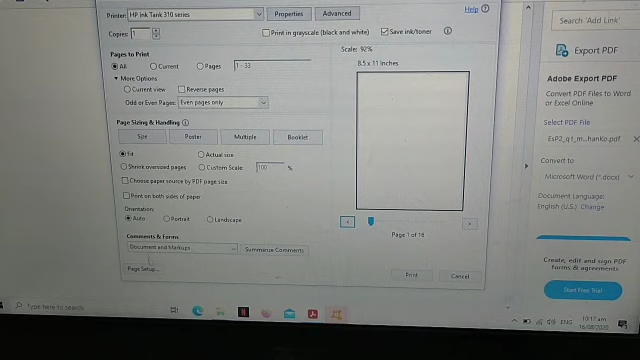 Printer: HP Ink Tank 310 series Properties Advanced Help
Copies: 1 Print in grayscale (black and white) Save ink/toner
Pages to Print
All Current Pages 1 - 33
More Options
Current view Reverse pages
Odd or Even Pages: Even pages only
Page Sizing & Handling
Size Poster Multiple Booklet
Fit Actual size
Shrink oversized pages Custom Scale: 100 %
Choose paper source by PDF page size
Print on both sides of paper
Orientation:
Auto Portrait Landscape
Comments & Forms
Document and Markups Summarize Comments
Page Setup...
Scale: 92%
8.5 x 11 Inches
< >
Page 1 of 16
Print Cancel
Search 'Add Link'
Export PDF
Adobe Export PDF
Convert PDF Files to Word
or Excel Online
Select PDF File
EsP2_q1_m...hanKo.pdf
Convert to
Microsoft Word (*.docx)
Document Language:
English (U.S.) Change
Create, edit and sign PDF
forms & agreements
Start Free Trial
Type here to search
ENG 10:17 am
16/08/2020